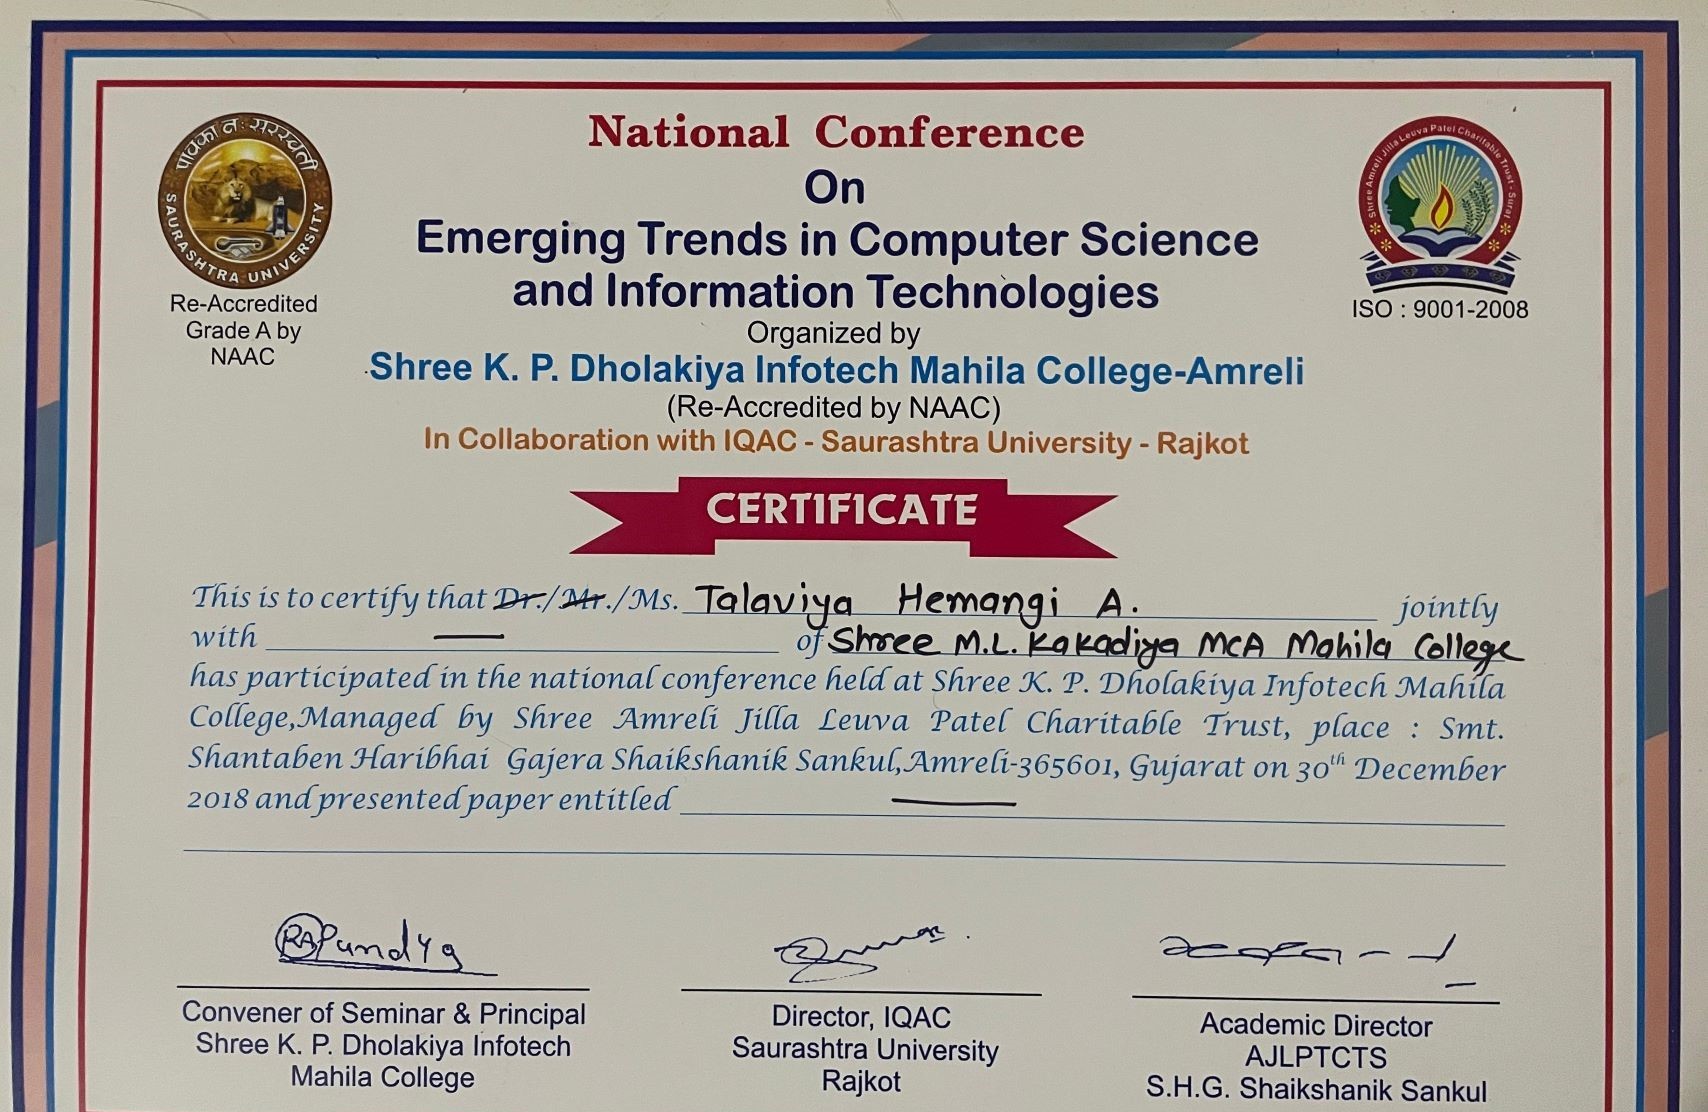 National Conference
On
Emerging Trends in Computer Science
and Information Technologies
Organized by
Shree K. P. Dholakiya Infotech Mahila College-Amreli
(Re-Accredited by NAAC)
In Collaboration with IQAC - Saurashtra University - Rajkot
पावका नः सरस्वती
SAURASHTRA UNIVERSITY
Re-Accredited
Grade A by
NAAC
Shree Amreli Jilla Leuva Patel Charitable Trust - Surat
ISO : 9001-2008
CERTIFICATE
This is to certify that Dr./Mr./Ms. Talaviya Hemangi A. jointly
with — of Shree M.L. Kakadiya MCA Mahila College
has participated in the national conference held at Shree K. P. Dholakiya Infotech Mahila
College,Managed by Shree Amreli Jilla Leuva Patel Charitable Trust, place : Smt.
Shantaben Haribhai Gajera Shaikshanik Sankul,Amreli-365601, Gujarat on 30th December
2018 and presented paper entitled —
RAPandya
Convener of Seminar & Principal
Shree K. P. Dholakiya Infotech
Mahila College
Director, IQAC
Saurashtra University
Rajkot
Academic Director
AJLPTCTS
S.H.G. Shaikshanik Sankul